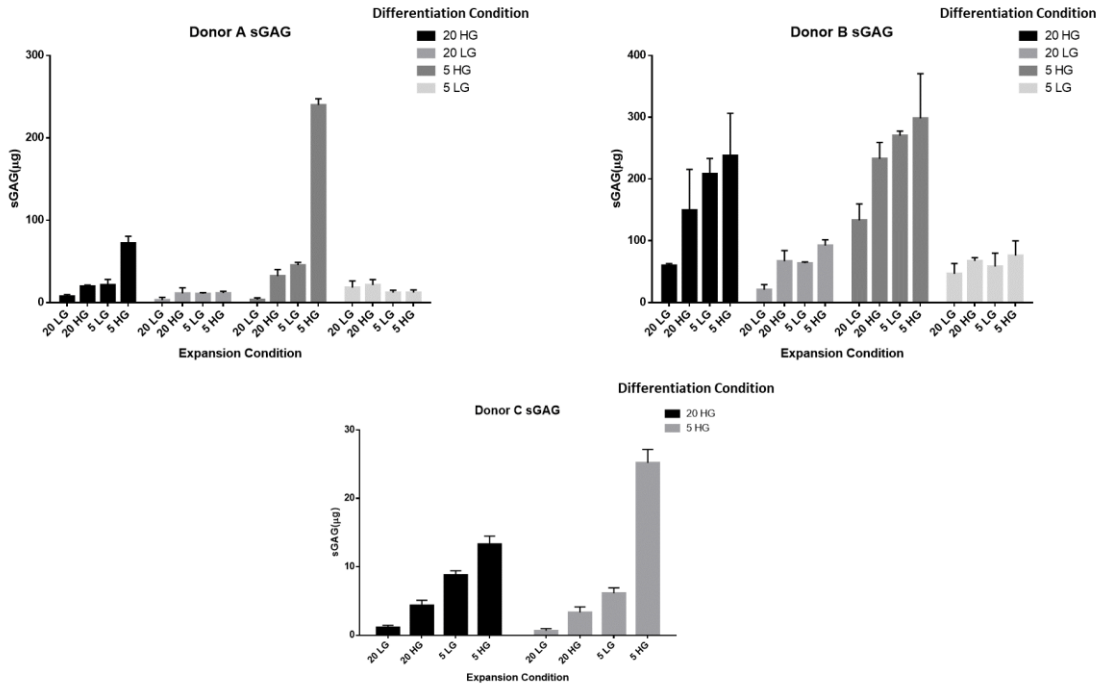 Differentiation Condition
Donor A sGAG
20 HG
20 LG
5 HG
5 LG
300
200
100
0
sGAG(µg)
20 LG
20 HG
5 LG
5 HG
20 LG
20 HG
5 LG
5 HG
20 LG
20 HG
5 LG
5 HG
20 LG
20 HG
5 LG
5 HG
Expansion Condition
Differentiation Condition
Donor B sGAG
20 HG
20 LG
5 HG
5 LG
400
300
200
100
0
sGAG(µg)
20 LG
20 HG
5 LG
5 HG
20 LG
20 HG
5 LG
5 HG
20 LG
20 HG
5 LG
5 HG
20 LG
20 HG
5 LG
5 HG
Expansion Condition
Differentiation Condition
Donor C sGAG
20 HG
5 HG
30
20
10
0
sGAG(µg)
20 LG
20 HG
5 LG
5 HG
20 LG
20 HG
5 LG
5 HG
Expansion Condition